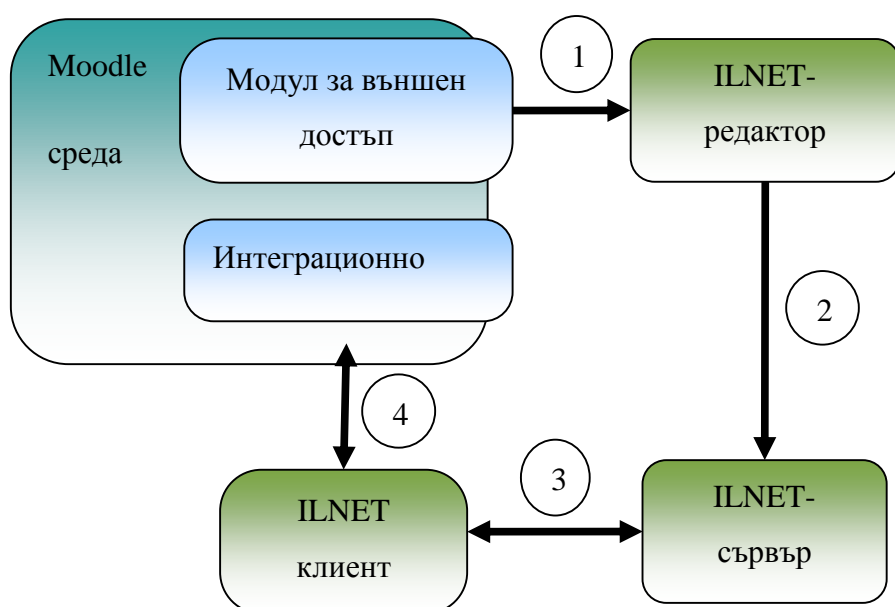 Moodle
среда
Модул за външен
достъп
1
ILNET-
редактор
Интеграционно
2
4
ILNET
клиент
3
ILNET-
сървър